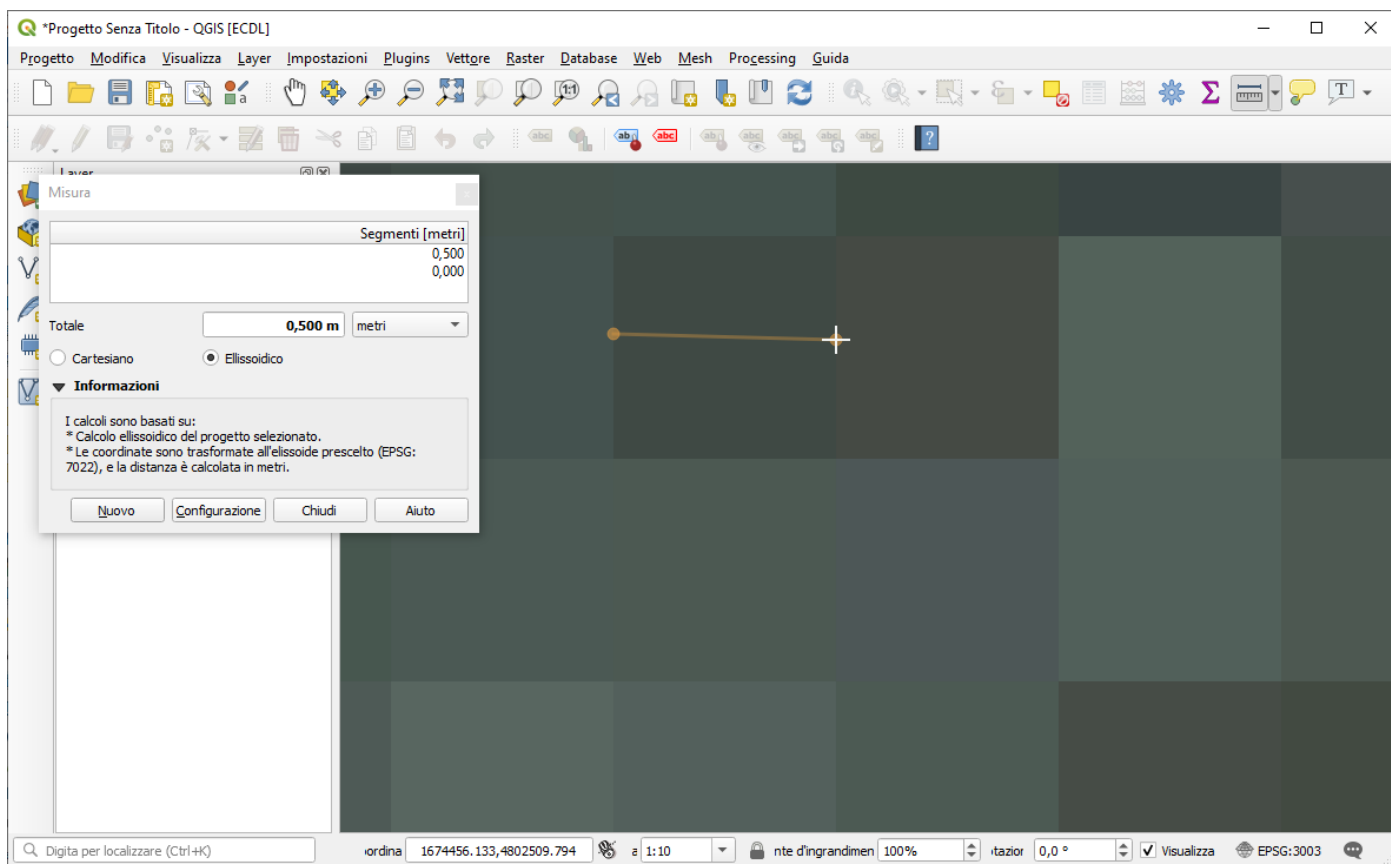 *Progetto Senza Titolo - QGIS [ECDL]
Progetto Modifica Visualizza Layer Impostazioni Plugins Vettore Raster Database Web Mesh Processing Guida
Layer
Misura
Segmenti [metri]
0,500
0,000
Totale 0,500 m metri
Cartesiano Ellissoidico
Informazioni
I calcoli sono basati su:
* Calcolo ellissoidico del progetto selezionato.
* Le coordinate sono trasformate all'elissoide prescelto (EPSG:
7022), e la distanza è calcolata in metri.
Nuovo Configurazione Chiudi Aiuto
Digita per localizzare (Ctrl+K) ordina 1674456.133,4802509.794 a 1:10 nte d'ingrandimen 100% tazior 0,0 ° Visualizza EPSG:3003